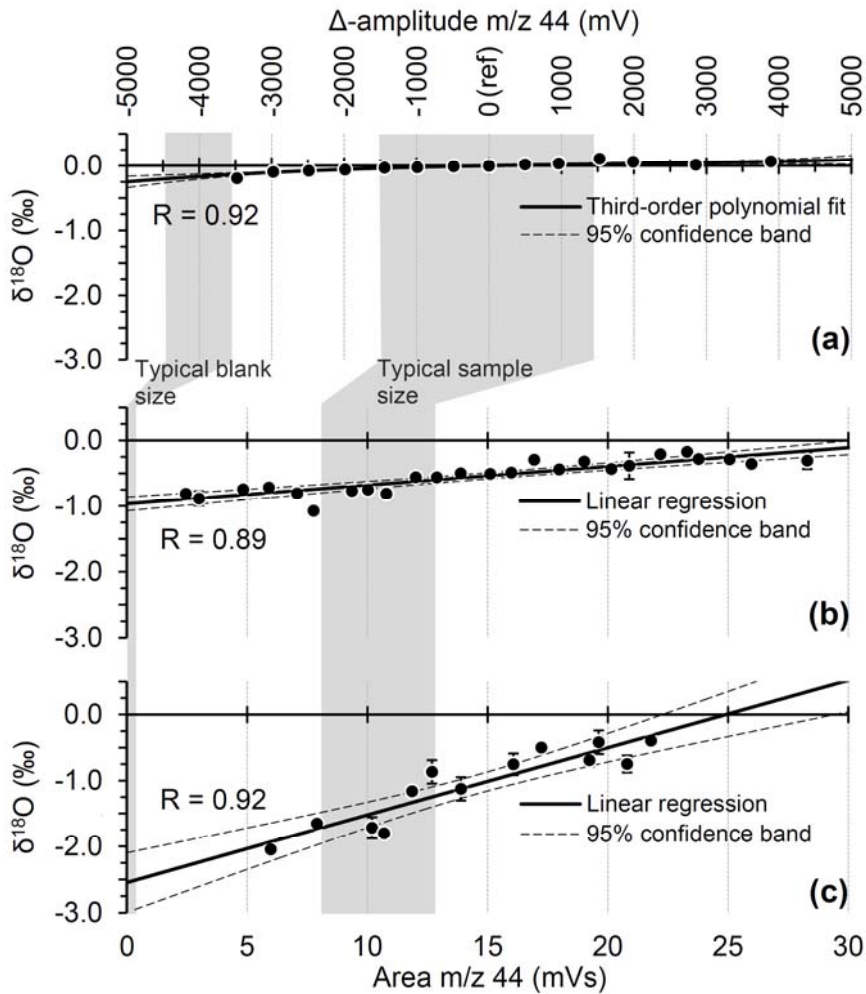 Δ-amplitude m/z 44 (mV)
-5000 -4000 -3000 -2000 -1000 0 (ref) 1000 2000 3000 4000 5000
0.0
-1.0
-2.0
-3.0
δ¹⁸O (‰)
R = 0.92
Third-order polynomial fit
95% confidence band
(a)
Typical blank
size
Typical sample
size
0.0
-1.0
-2.0
-3.0
δ¹⁸O (‰)
R = 0.89
Linear regression
95% confidence band
(b)
0.0
-1.0
-2.0
-3.0
δ¹⁸O (‰)
R = 0.92
Linear regression
95% confidence band
(c)
0 5 10 15 20 25 30
Area m/z 44 (mVs)